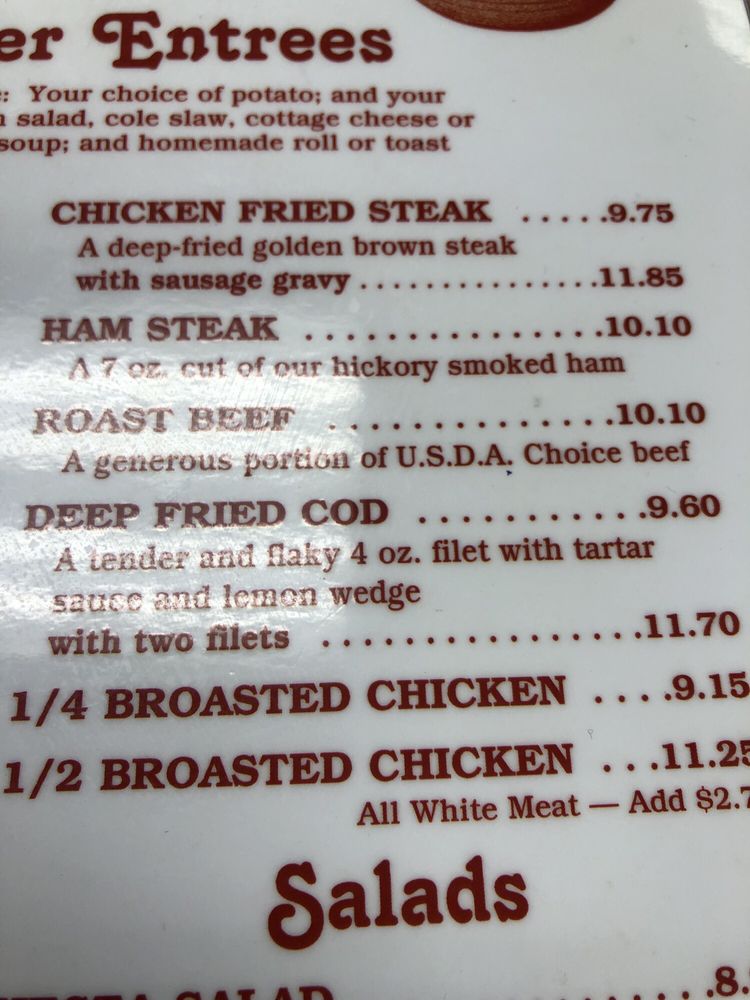 er Entrees
e: Your choice of potato; and your
salad, cole slaw, cottage cheese or
soup; and homemade roll or toast
CHICKEN FRIED STEAK .....9.75
A deep-fried golden brown steak
with sausage gravy ...............11.85
HAM STEAK ................10.10
A 7 oz. cut of our hickory smoked ham
ROAST BEEF ...............10.10
A generous portion of U.S.D.A. Choice beef
DEEP FRIED COD ............9.60
A tender and flaky 4 oz. filet with tartar
sauce and lemon wedge
with two filets .................11.70
1/4 BROASTED CHICKEN ....9.15
1/2 BROASTED CHICKEN ...11.25
All White Meat — Add $2.7
Salads
SALAD .......8.